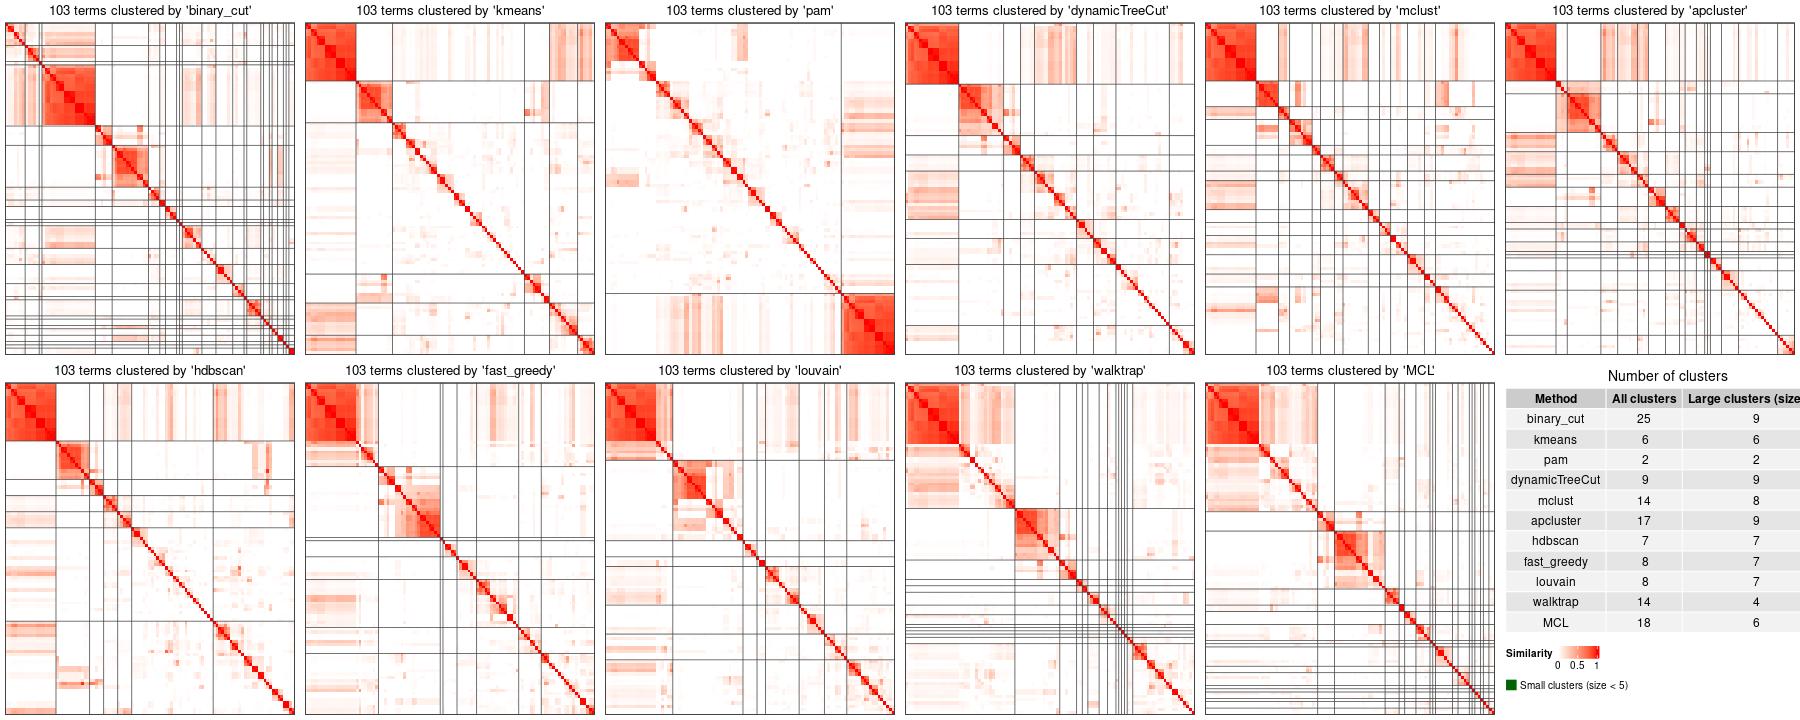 103 terms clustered by 'binary_cut'
103 terms clustered by 'kmeans'
103 terms clustered by 'pam'
103 terms clustered by 'dynamicTreeCut'
103 terms clustered by 'mclust'
103 terms clustered by 'apcluster'
103 terms clustered by 'hdbscan'
103 terms clustered by 'fast_greedy'
103 terms clustered by 'louvain'
103 terms clustered by 'walktrap'
103 terms clustered by 'MCL'
Number of clusters
Method All clusters Large clusters (size
binary_cut 25 9
kmeans 6 6
pam 2 2
dynamicTreeCut 9 9
mclust 14 8
apcluster 17 9
hdbscan 7 7
fast_greedy 8 7
louvain 8 7
walktrap 14 4
MCL 18 6
Similarity
0 0.5 1
Small clusters (size < 5)